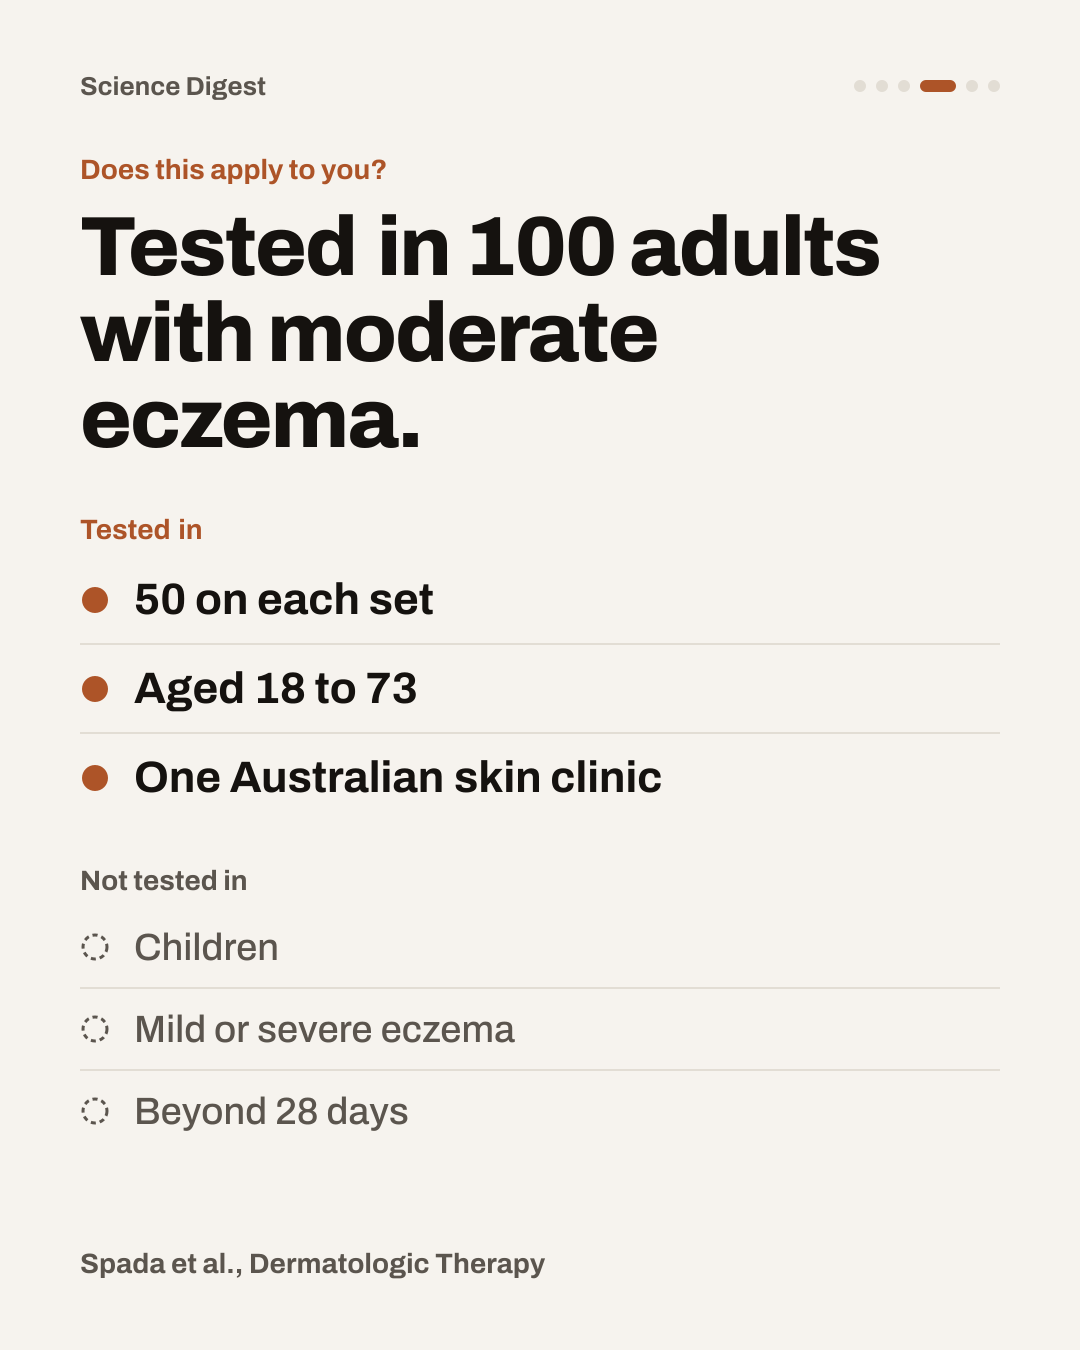 Science Digest
Does this apply to you?
Tested in 100 adults
with moderate
eczema.
Tested in
50 on each set
Aged 18 to 73
One Australian skin clinic
Not tested in
Children
Mild or severe eczema
Beyond 28 days
Spada et al., Dermatologic Therapy